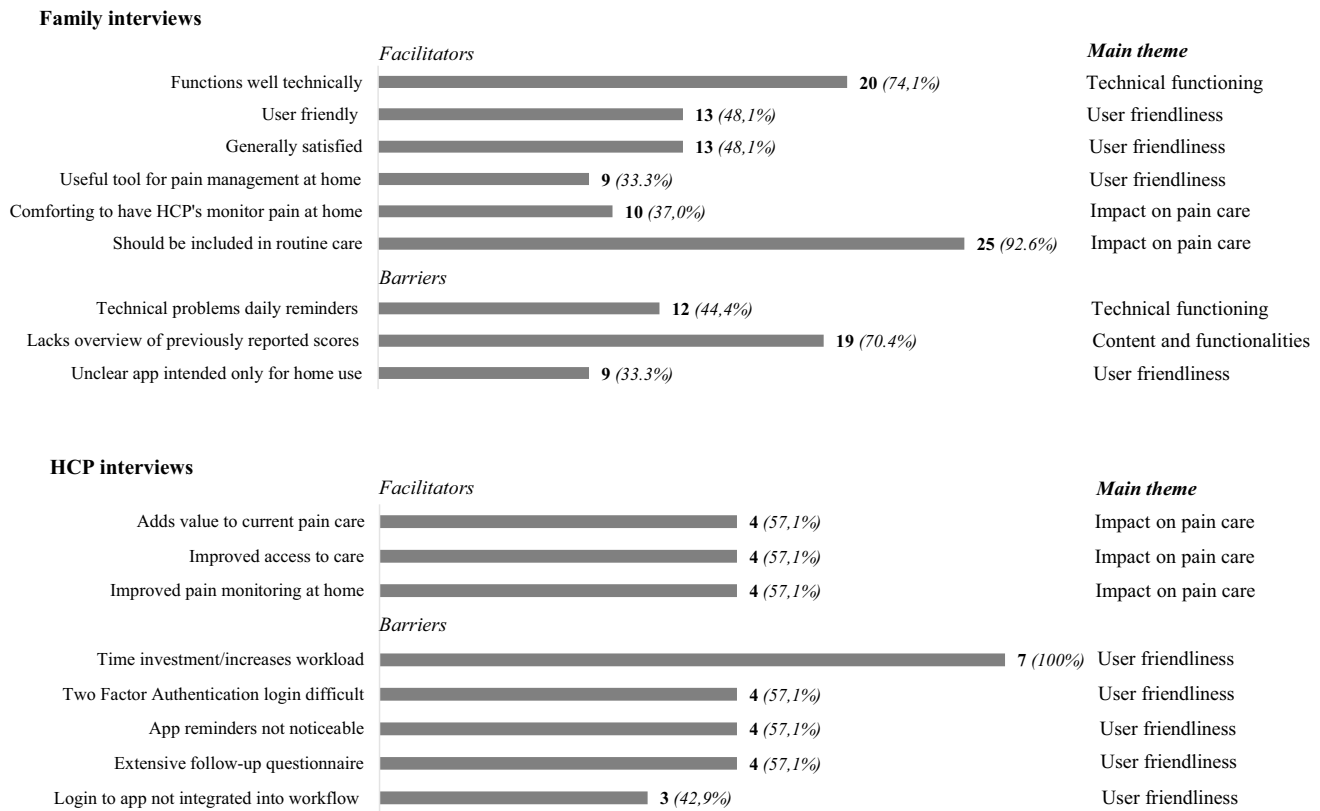 Family interviews
Facilitators Main theme
Functions well technically 20 (74,1%) Technical functioning
User friendly 13 (48,1%) User friendliness
Generally satisfied 13 (48,1%) User friendliness
Useful tool for pain management at home 9 (33.3%) User friendliness
Comforting to have HCP's monitor pain at home 10 (37,0%) Impact on pain care
Should be included in routine care 25 (92.6%) Impact on pain care
Barriers
Technical problems daily reminders 12 (44,4%) Technical functioning
Lacks overview of previously reported scores 19 (70.4%) Content and functionalities
Unclear app intended only for home use 9 (33.3%) User friendliness
HCP interviews
Facilitators Main theme
Adds value to current pain care 4 (57,1%) Impact on pain care
Improved access to care 4 (57,1%) Impact on pain care
Improved pain monitoring at home 4 (57,1%) Impact on pain care
Barriers
Time investment/increases workload 7 (100%) User friendliness
Two Factor Authentication login difficult 4 (57,1%) User friendliness
App reminders not noticeable 4 (57,1%) User friendliness
Extensive follow-up questionnaire 4 (57,1%) User friendliness
Login to app not integrated into workflow 3 (42,9%) User friendliness